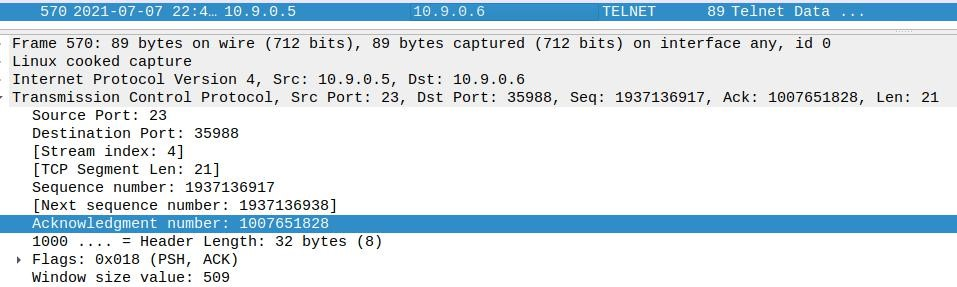 570 2021-07-07 22:4… 10.9.0.5 10.9.0.6 TELNET 89 Telnet Data ...
Frame 570: 89 bytes on wire (712 bits), 89 bytes captured (712 bits) on interface any, id 0
Linux cooked capture
Internet Protocol Version 4, Src: 10.9.0.5, Dst: 10.9.0.6
Transmission Control Protocol, Src Port: 23, Dst Port: 35988, Seq: 1937136917, Ack: 1007651828, Len: 21
Source Port: 23
Destination Port: 35988
[Stream index: 4]
[TCP Segment Len: 21]
Sequence number: 1937136917
[Next sequence number: 1937136938]
Acknowledgment number: 1007651828
1000 .... = Header Length: 32 bytes (8)
Flags: 0x018 (PSH, ACK)
Window size value: 509